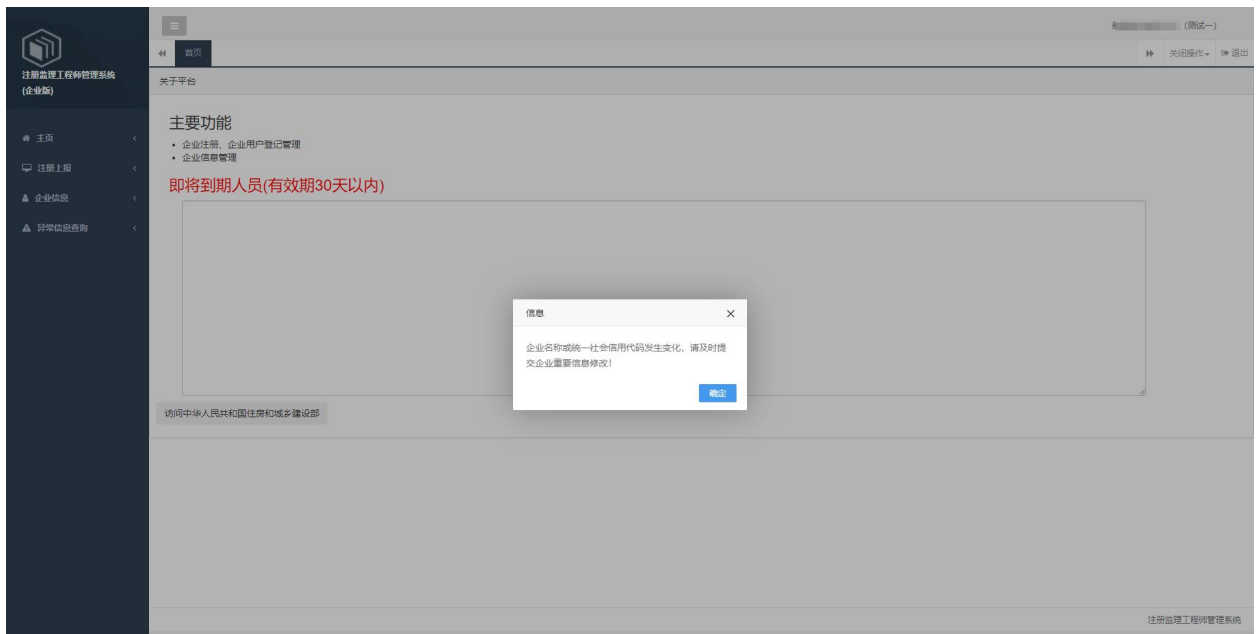 (测试一)
首页
关闭操作
退出
注册监理工程师管理系统
(企业版)
关于平台
主页
注册上报
企业信息
异常信息查询
主要功能
• 企业注册、企业用户登记管理
• 企业信息管理
即将到期人员(有效期30天以内)
信息
企业名称或统一社会信用代码发生变化，请及时提
交企业重要信息修改！
确定
访问中华人民共和国住房和城乡建设部
注册监理工程师管理系统